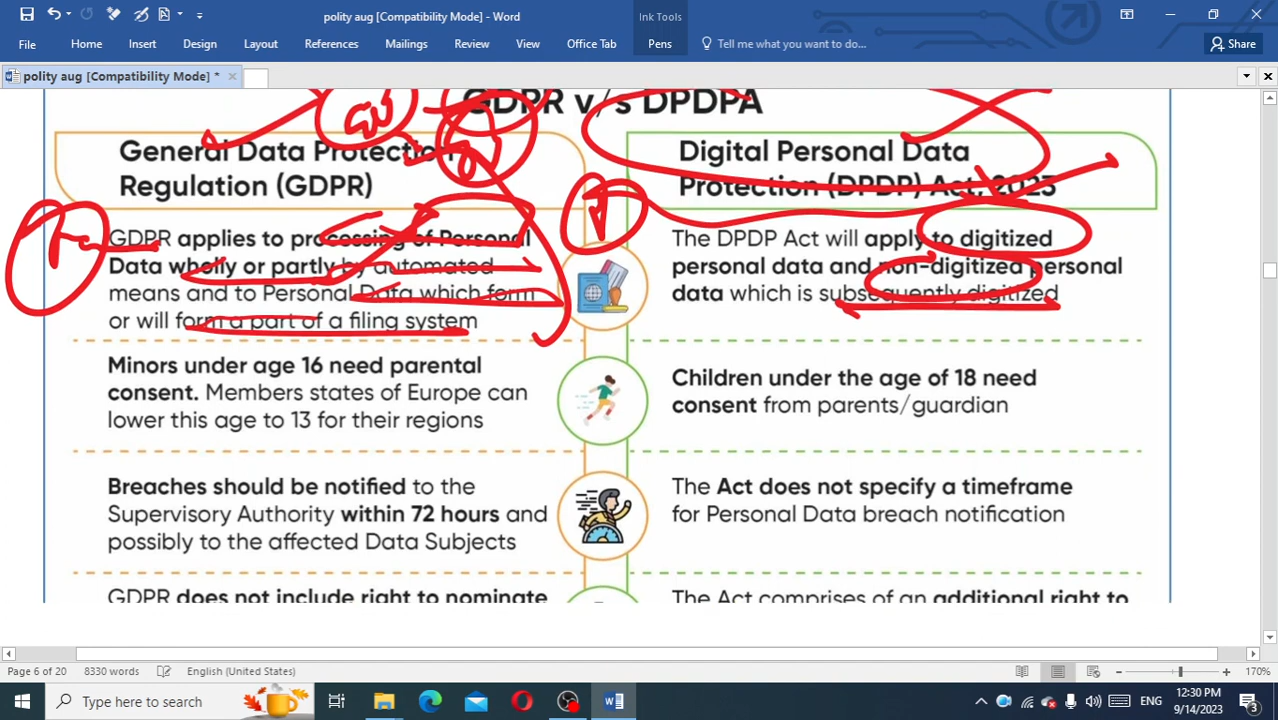 polity aug [Compatibility Mode] - Word
Ink Tools
File Home Insert Design Layout References Mailings Review View Office Tab Pens Tell me what you want to do... Share
polity aug [Compatibility Mode] *
GDPR v/s DPDPA
General Data Protection
Regulation (GDPR)
GDPR applies to processing of Personal
Data wholly or partly by automated
means and to Personal Data which form
or will form a part of a filing system
Minors under age 16 need parental
consent. Members states of Europe can
lower this age to 13 for their regions
Breaches should be notified to the
Supervisory Authority within 72 hours and
possibly to the affected Data Subjects
GDPR does not include right to nominate
Digital Personal Data
Protection (DPDP) Act, 2023
The DPDP Act will apply to digitized
personal data and non-digitized personal
data which is subsequently digitized
Children under the age of 18 need
consent from parents/guardian
The Act does not specify a timeframe
for Personal Data breach notification
The Act comprises of an additional right to
Page 6 of 20 8330 words English (United States) 170%
Type here to search
ENG
12:30 PM
9/14/2023
3